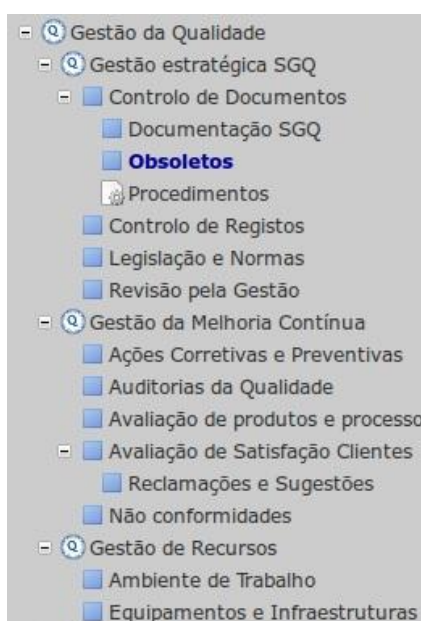 Gestão da Qualidade
Gestão estratégica SGQ
Controlo de Documentos
Documentação SGQ
Obsoletos
Procedimentos
Controlo de Registos
Legislação e Normas
Revisão pela Gestão
Gestão da Melhoria Contínua
Ações Corretivas e Preventivas
Auditorias da Qualidade
Avaliação de produtos e processo
Avaliação de Satisfação Clientes
Reclamações e Sugestões
Não conformidades
Gestão de Recursos
Ambiente de Trabalho
Equipamentos e Infraestruturas